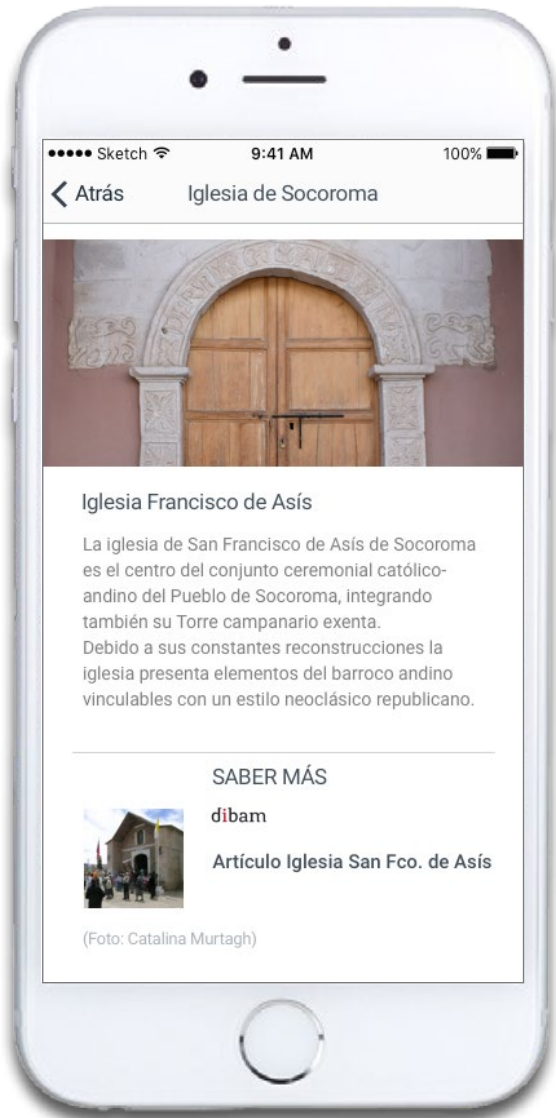 Sketch 9:41 AM 100%
Atrás Iglesia de Socoroma
Iglesia Francisco de Asís
La iglesia de San Francisco de Asís de Socoroma
es el centro del conjunto ceremonial católico-
andino del Pueblo de Socoroma, integrando
también su Torre campanario exenta.
Debido a sus constantes reconstrucciones la
iglesia presenta elementos del barroco andino
vinculables con un estilo neoclásico republicano.
SABER MÁS
dibam
Artículo Iglesia San Fco. de Asís
(Foto: Catalina Murtagh)